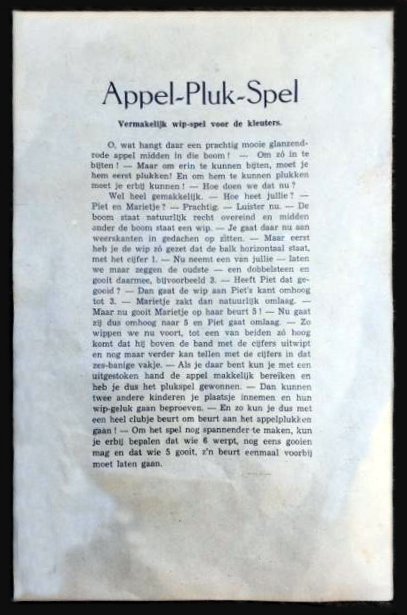 Appel-Pluk-Spel
Vermakelijk wip-spel voor de kleuters.
O, wat hangt daar een prachtig mooie glanzend-
rode appel midden in die boom! — Om zó in te
bijten! — Maar om erin te kunnen bijten, moet je
hem eerst plukken! En om hem te kunnen plukken
moet je erbij kunnen! — Hoe doen we dat nu?
Wel heel gemakkelijk. — Hoe heet jullie? —
Piet en Marietje? — Prachtig. — Luister nu. — De
boom staat natuurlijk recht overeind en midden
onder de boom staat een wip. — Je gaat daar nu aan
weerskanten in gedachen op zitten. — Maar eerst
heb je de wip zó gezet dat de balk horizontaal staat,
met het cijfer 1. — Nu neemt een van jullie — laten
we maar zeggen de oudste — een dobbelsteen en
gooit daarmee, bijvoorbeeld 3. — Heeft Piet dat ge-
gooid? — Dan gaat de wip aan Piet's kant omhoog
tot 3. — Marietje zakt dan natuurlijk omlaag. —
Maar nu gooit Marietje op haar beurt 5! — Nu gaat
zij dus omhoog naar 5 en Piet gaat omlaag. — Zo
wippen we nu voort, tot een van beiden zó hoog
komt dat hij boven de band met de cijfers uitwipt
en nog maar verder kan tellen met de cijfers in dat
zes-banige vakje. — Als je daar bent kun je met een
uitgestoken hand de appel makkelijk bereiken en
heb je dus het plukspel gewonnen. — Dan kunnen
twee andere kinderen je plaatsje innemen en hun
wip-geluk gaan beproeven. — En zo kun je dus met
een heel clubje beurt om beurt aan het appelplukken
gaan! — Om het spel nog spannender te maken, kun
je erbij bepalen dat wie 6 werpt, nog eens gooien
mag en dat wie 5 gooit, z'n beurt eenmaal voorbij
moet laten gaan.